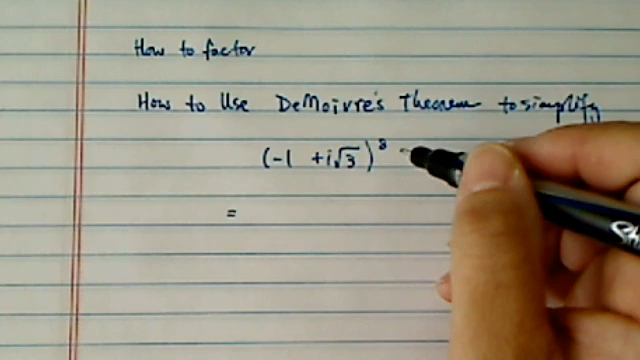 How to factor
How to Use DeMoivre's Theorem to simplify
(-1 +i√3)⁸
=